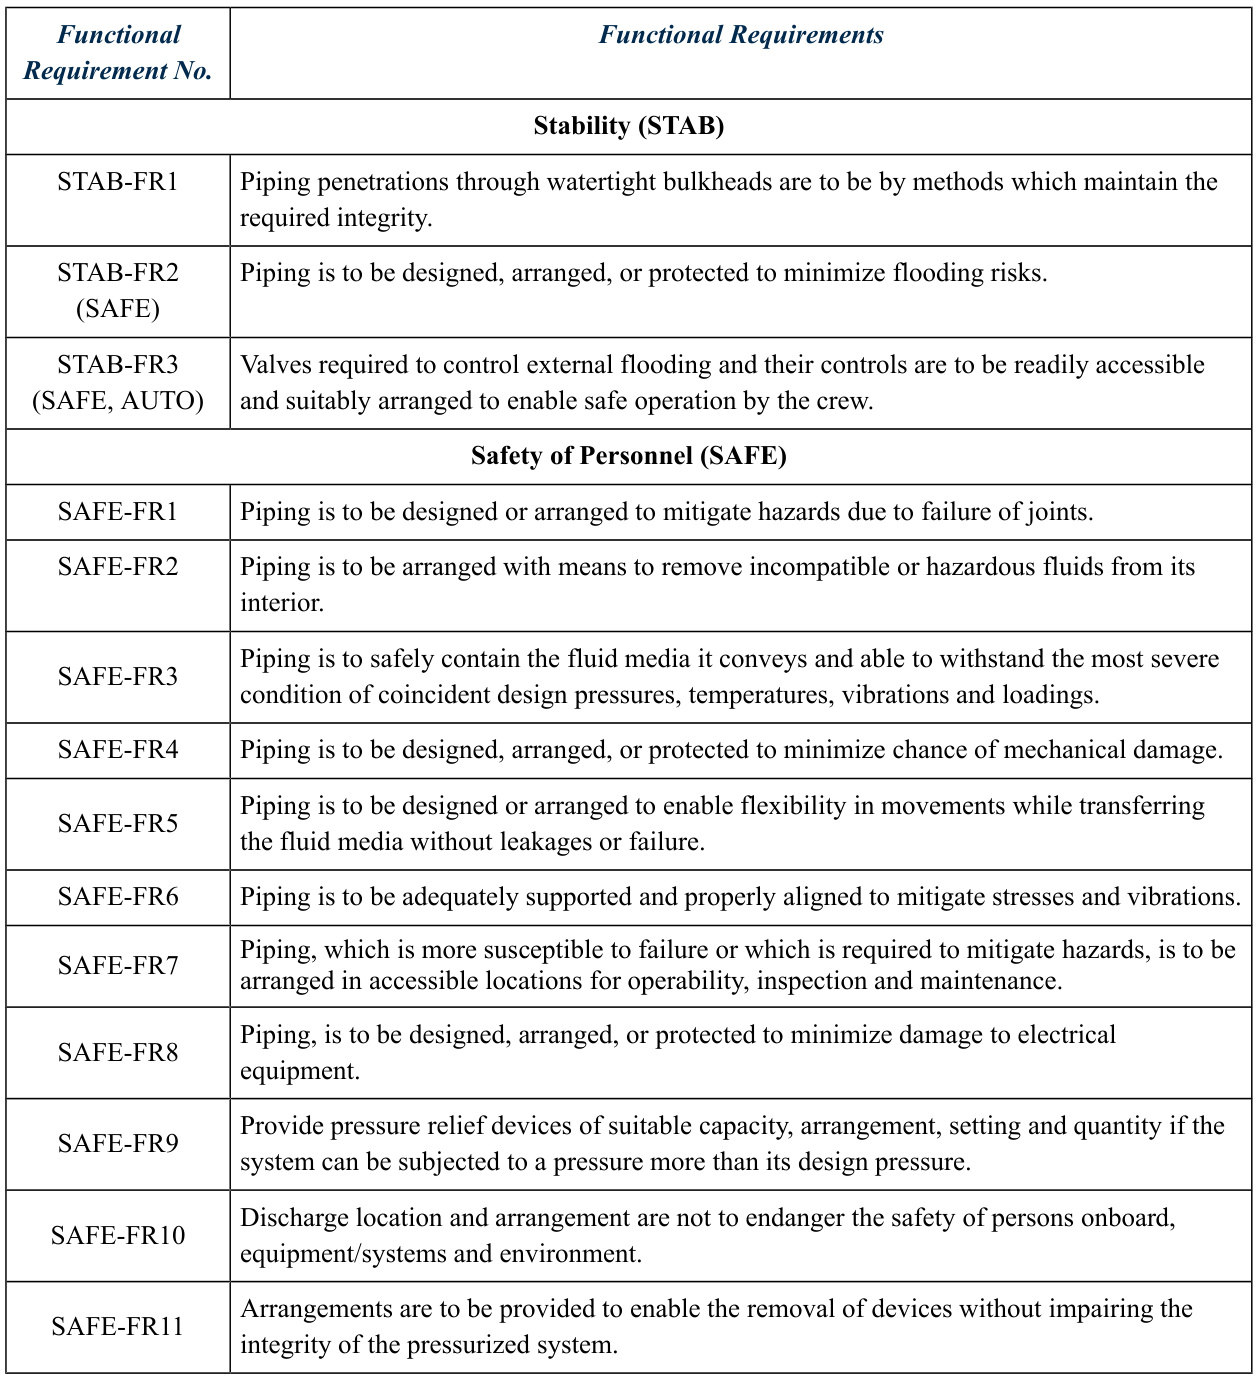 Functional
Requirement No.
Functional Requirements
Stability (STAB)
STAB-FR1
Piping penetrations through watertight bulkheads are to be by methods which maintain the
required integrity.
STAB-FR2
(SAFE)
Piping is to be designed, arranged, or protected to minimize flooding risks.
STAB-FR3
(SAFE, AUTO)
Valves required to control external flooding and their controls are to be readily accessible
and suitably arranged to enable safe operation by the crew.
Safety of Personnel (SAFE)
SAFE-FR1
Piping is to be designed or arranged to mitigate hazards due to failure of joints.
SAFE-FR2
Piping is to be arranged with means to remove incompatible or hazardous fluids from its
interior.
SAFE-FR3
Piping is to safely contain the fluid media it conveys and able to withstand the most severe
condition of coincident design pressures, temperatures, vibrations and loadings.
SAFE-FR4
Piping is to be designed, arranged, or protected to minimize chance of mechanical damage.
SAFE-FR5
Piping is to be designed or arranged to enable flexibility in movements while transferring
the fluid media without leakages or failure.
SAFE-FR6
Piping is to be adequately supported and properly aligned to mitigate stresses and vibrations.
SAFE-FR7
Piping, which is more susceptible to failure or which is required to mitigate hazards, is to be
arranged in accessible locations for operability, inspection and maintenance.
SAFE-FR8
Piping, is to be designed, arranged, or protected to minimize damage to electrical
equipment.
SAFE-FR9
Provide pressure relief devices of suitable capacity, arrangement, setting and quantity if the
system can be subjected to a pressure more than its design pressure.
SAFE-FR10
Discharge location and arrangement are not to endanger the safety of persons onboard,
equipment/systems and environment.
SAFE-FR11
Arrangements are to be provided to enable the removal of devices without impairing the
integrity of the pressurized system.